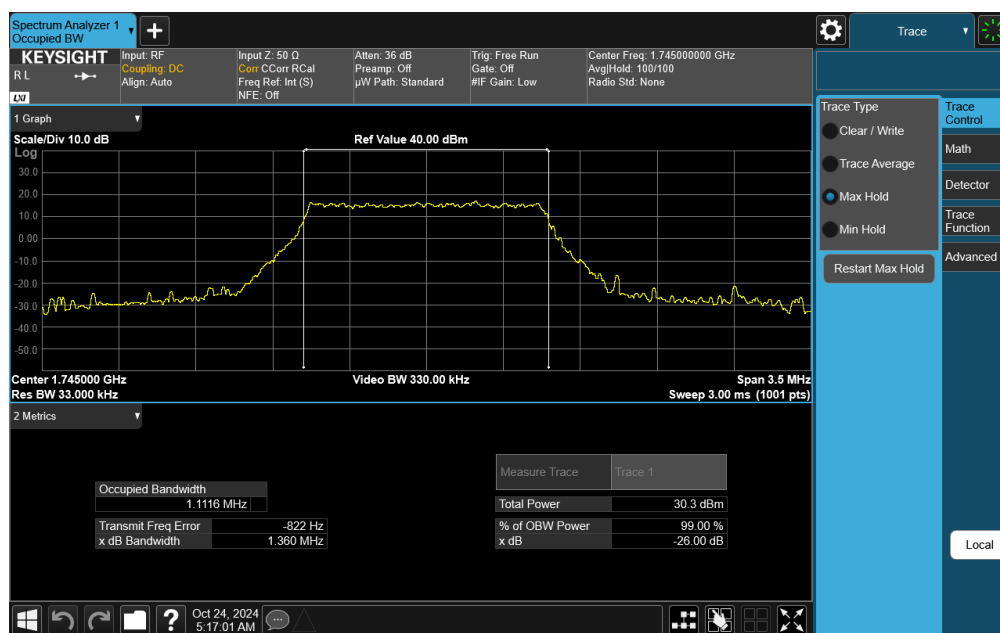 Spectrum Analyzer 1
Occupied BW
Trace
KEYSIGHT
R L
LXI
Input: RF
Coupling: DC
Align: Auto
Input Z: 50 Ω
Corr CCorr RCal
Freq Ref: Int (S)
NFE: Off
Atten: 36 dB
Preamp: Off
µW Path: Standard
Trig: Free Run
Gate: Off
#IF Gain: Low
Center Freq: 1.745000000 GHz
Avg|Hold: 100/100
Radio Std: None
1 Graph
Scale/Div 10.0 dB
Ref Value 40.00 dBm
Log
30.0
20.0
10.0
0.00
-10.0
-20.0
-30.0
-40.0
-50.0
Center 1.745000 GHz
Video BW 330.00 kHz
Span 3.5 MHz
Res BW 33.000 kHz
Sweep 3.00 ms (1001 pts)
2 Metrics
Measure Trace
Trace 1
Occupied Bandwidth
1.1116 MHz
Total Power
30.3 dBm
Transmit Freq Error
-822 Hz
% of OBW Power
99.00 %
x dB Bandwidth
1.360 MHz
x dB
-26.00 dB
Trace Type
Clear / Write
Trace Average
Max Hold
Min Hold
Restart Max Hold
Trace
Control
Math
Detector
Trace
Function
Advanced
Local
?
Oct 24, 2024
5:17:01 AM